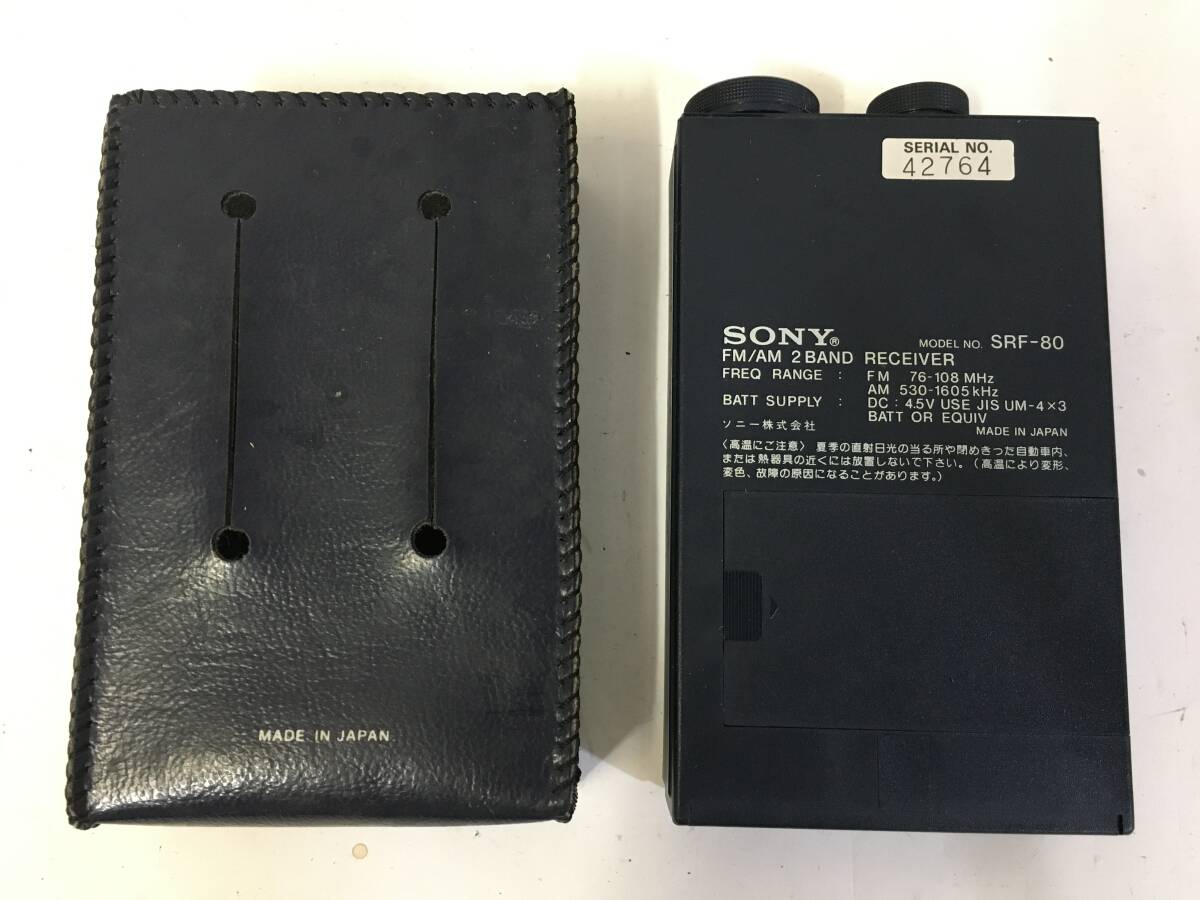 MADE IN JAPAN
SERIAL NO.
42764
SONY®
MODEL NO. SRF-80
FM/AM 2 BAND RECEIVER
FREQ RANGE : FM 76-108 MHz
AM 530-1605 kHz
BATT SUPPLY : DC : 4.5V USE JIS UM-4×3
BATT OR EQUIV
ソニー株式会社
MADE IN JAPAN
〈高温にご注意〉夏季の直射日光の当る所や閉めきった自動車内、
または熱器具の近くには放置しないで下さい。(高温により変形、
変色、故障の原因になることがあります。)